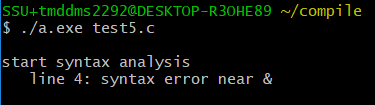 SSU+tmddms2292@DESKTOP-R3OHE89 ~/compile
$ ./a.exe test5.c
start syntax analysis
line 4: syntax error near &